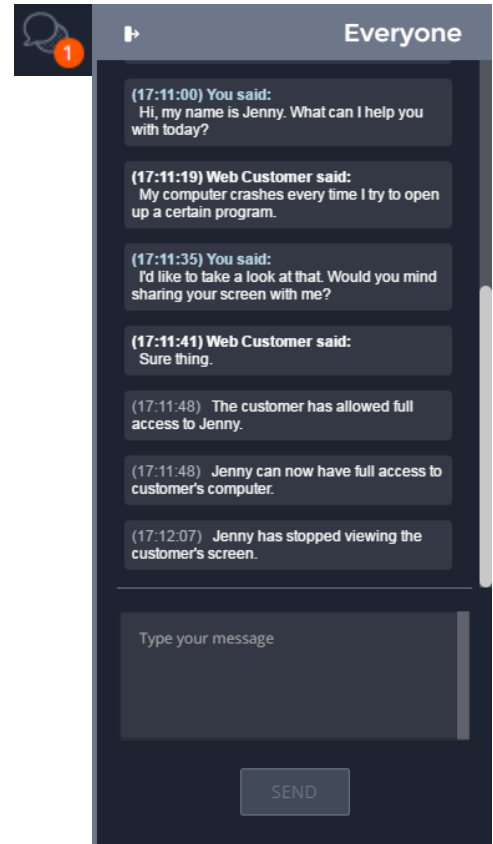 1
Everyone
(17:11:00) You said:
Hi, my name is Jenny. What can I help you
with today?
(17:11:19) Web Customer said:
My computer crashes every time I try to open
up a certain program.
(17:11:35) You said:
I'd like to take a look at that. Would you mind
sharing your screen with me?
(17:11:41) Web Customer said:
Sure thing.
(17:11:48) The customer has allowed full
access to Jenny.
(17:11:48) Jenny can now have full access to
customer's computer.
(17:12:07) Jenny has stopped viewing the
customer's screen.
Type your message
SEND